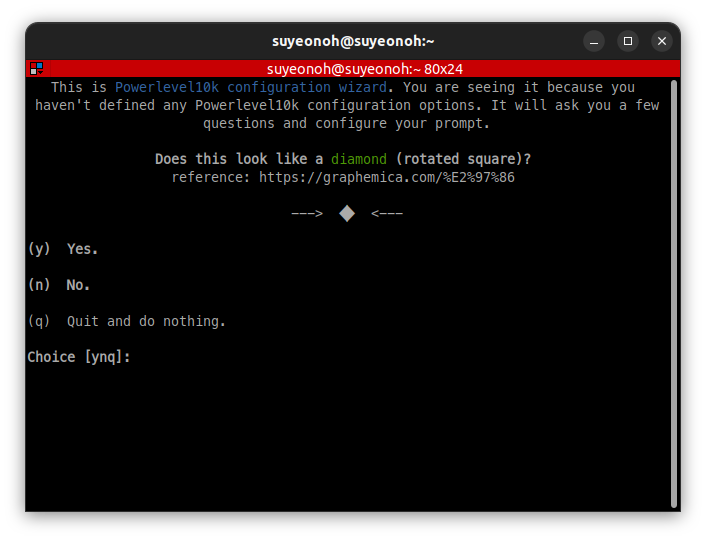 suyeonoh@suyeonoh:~
suyeonoh@suyeonoh:~ 80x24
This is Powerlevel10k configuration wizard. You are seeing it because you
haven't defined any Powerlevel10k configuration options. It will ask you a few
questions and configure your prompt.
Does this look like a diamond (rotated square)?
reference: https://graphemica.com/%E2%97%86
---> ◆ <---
(y) Yes.
(n) No.
(q) Quit and do nothing.
Choice [ynq]: